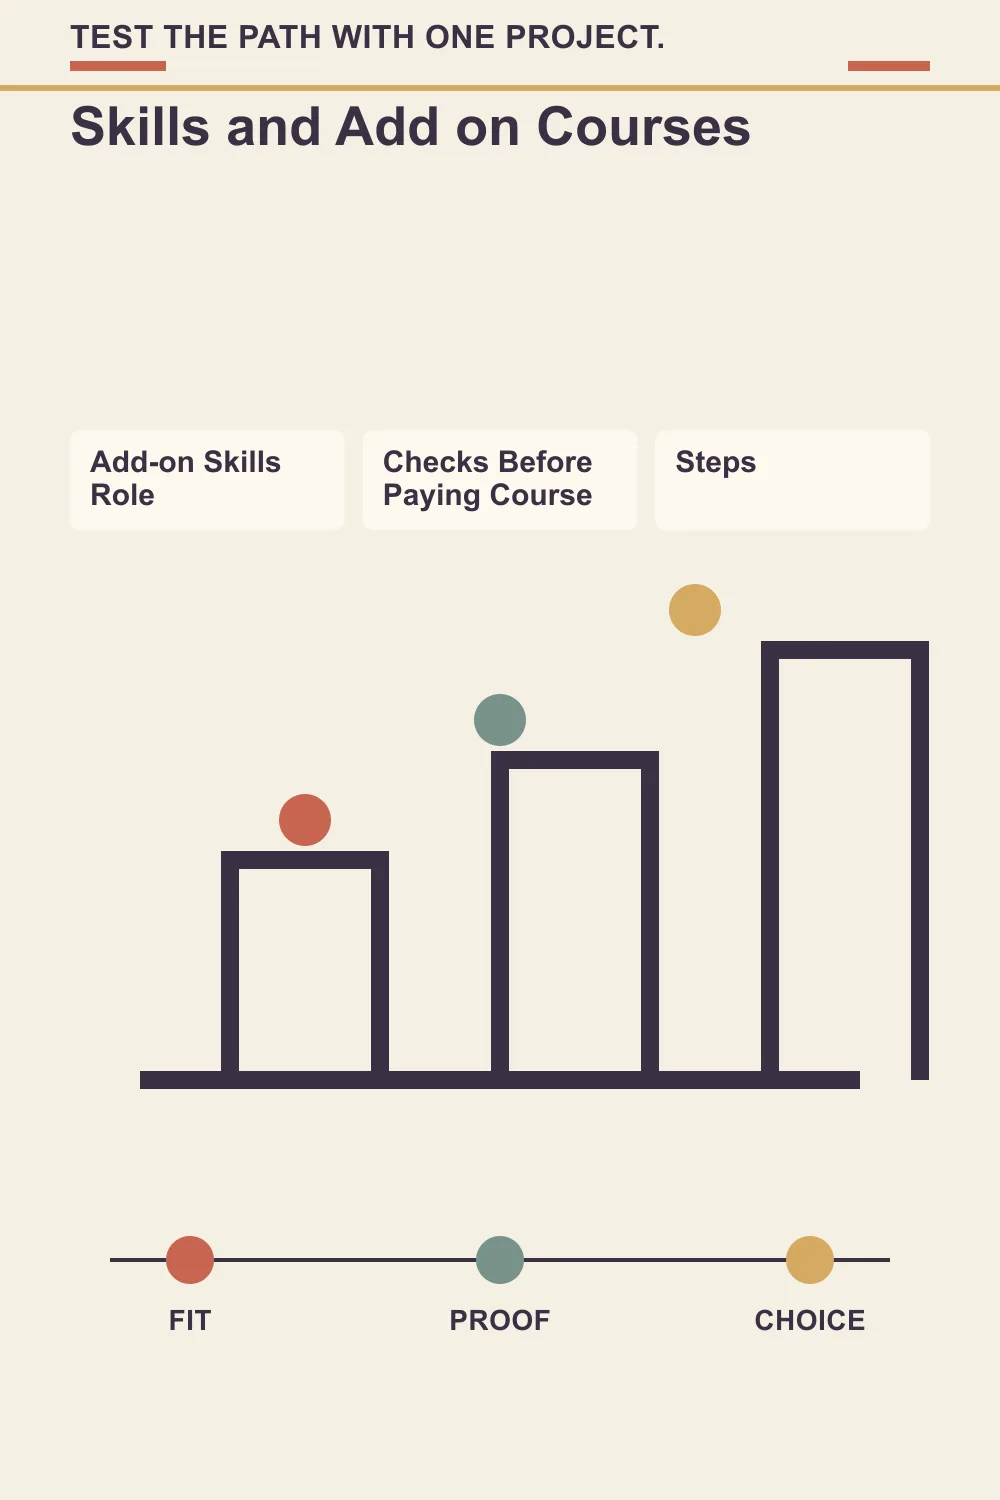 TEST THE PATH WITH ONE PROJECT.
Skills and Add on Courses
Add-on Skills
Role
Checks Before
Paying Course
Steps
FIT
PROOF
CHOICE